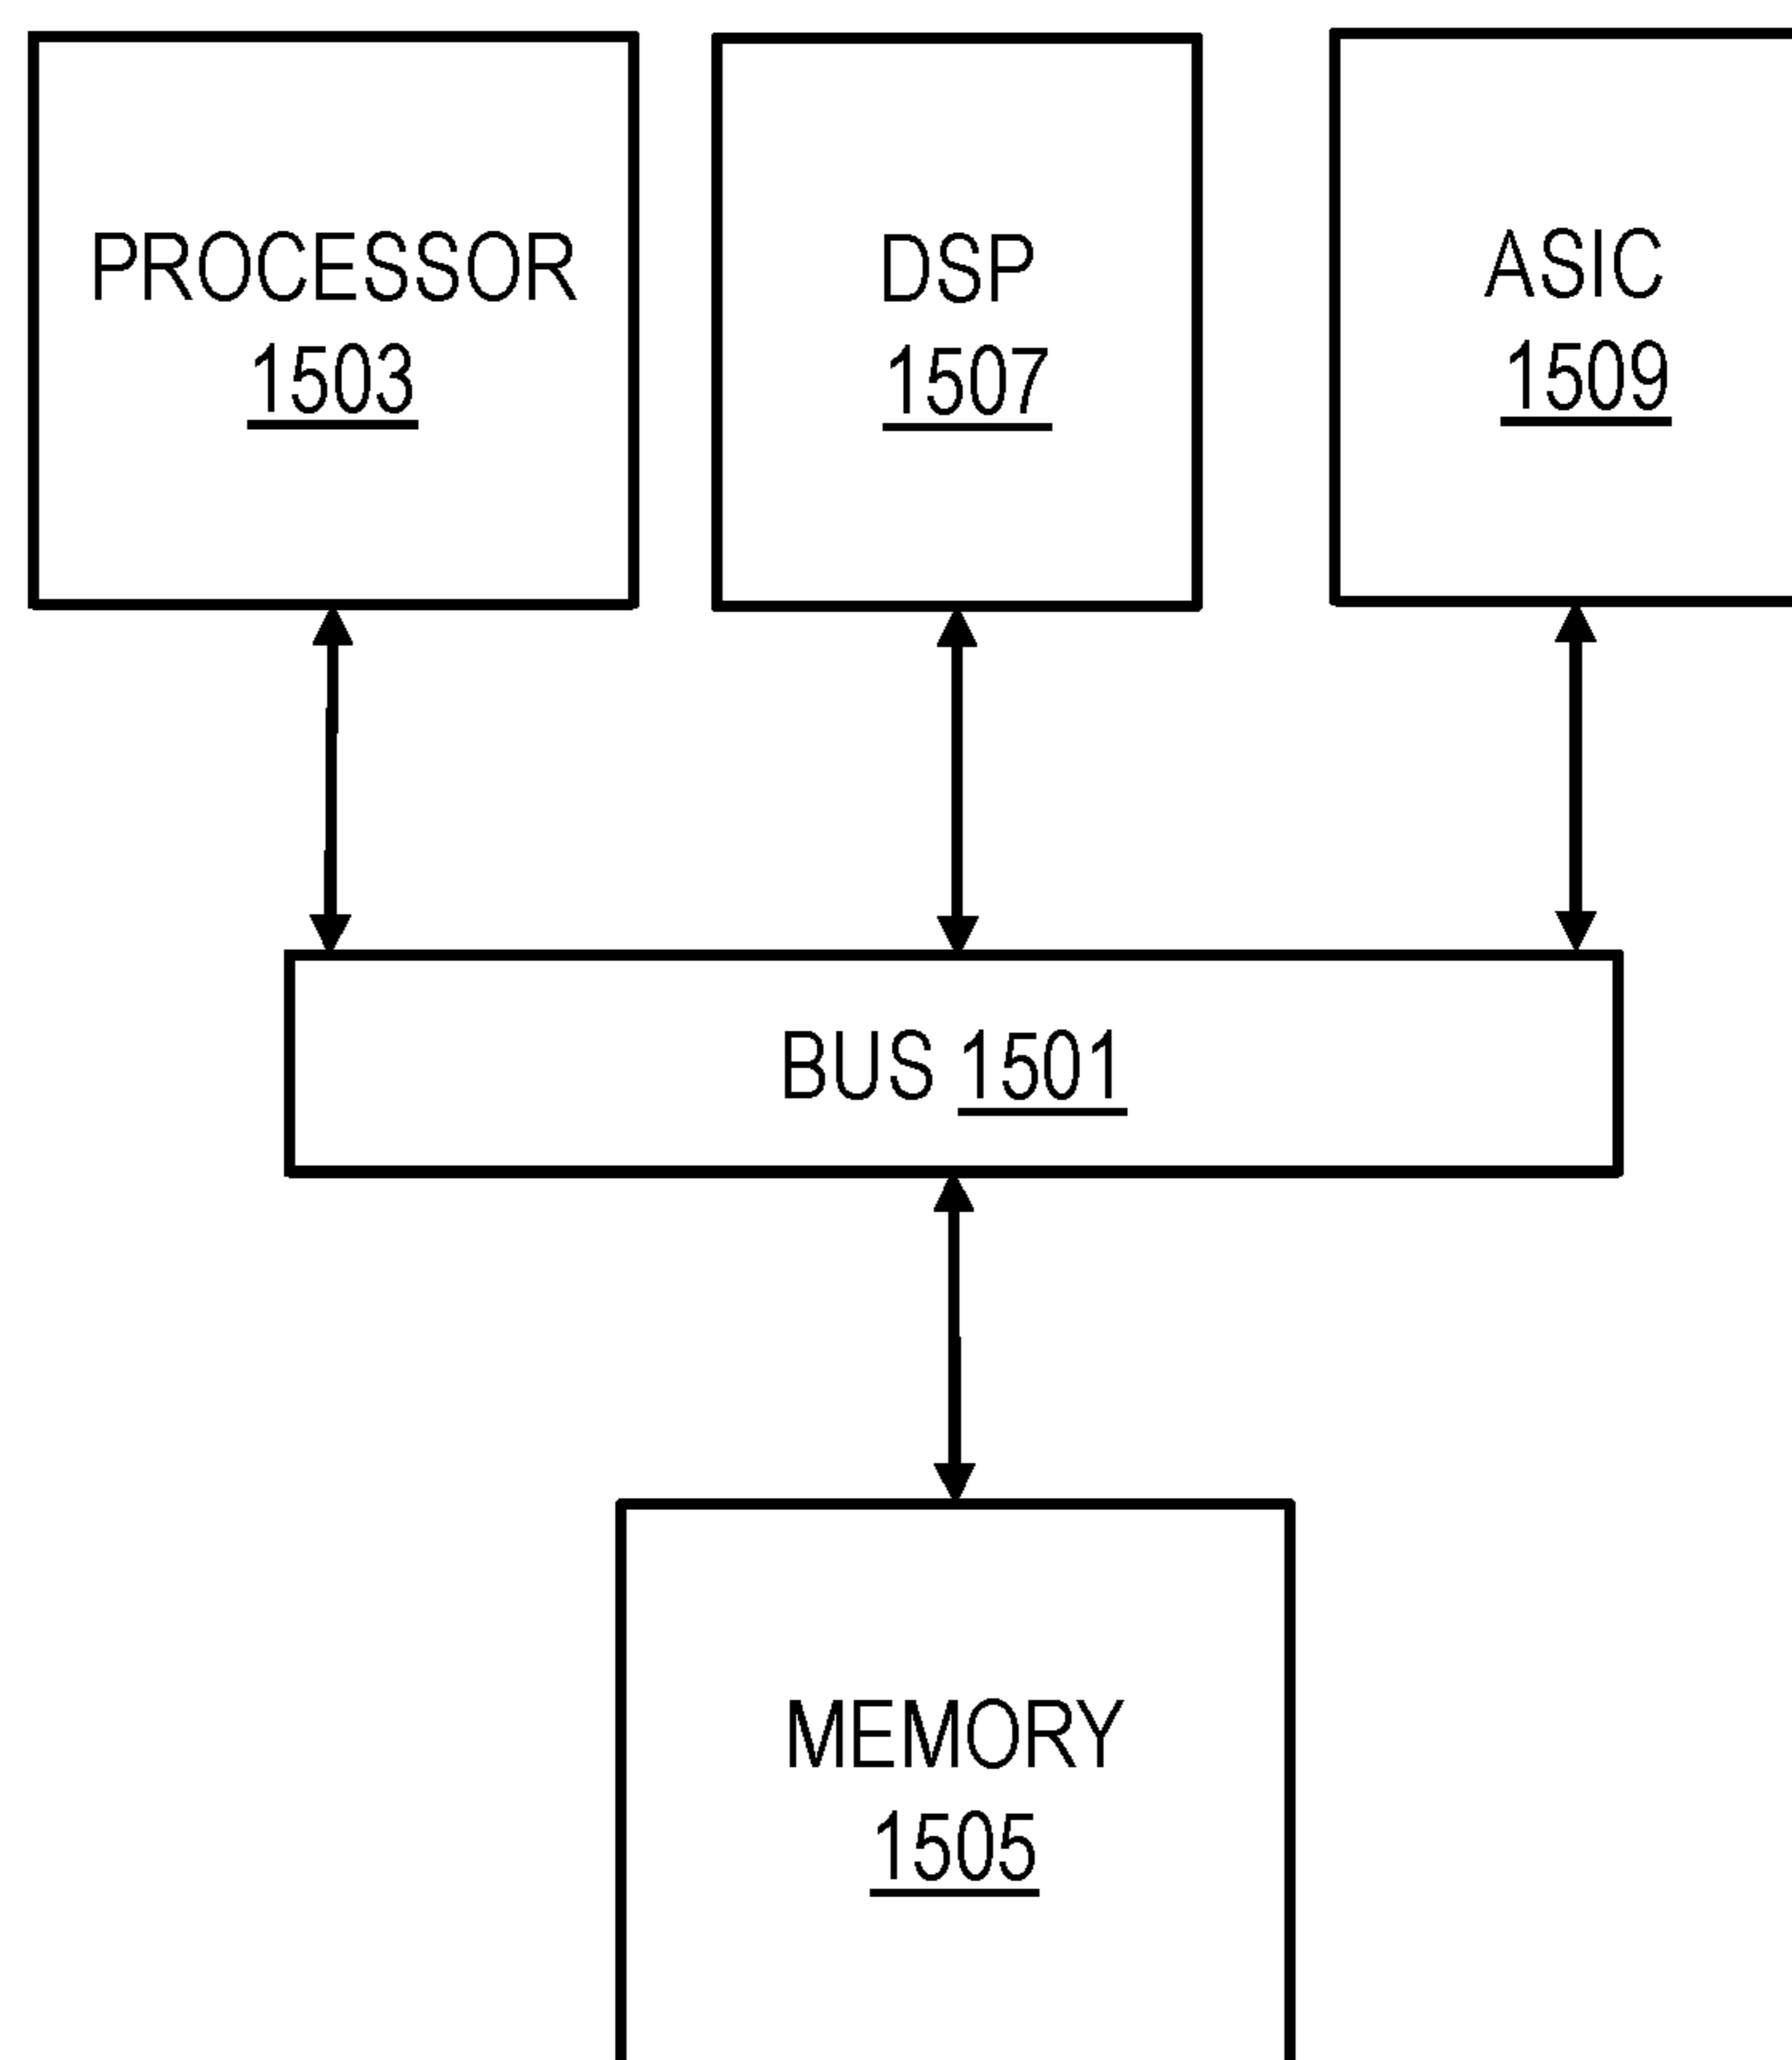 PROCESSOR
1503
DSP
1507
ASIC
1509
BUS 1501
MEMORY
1505